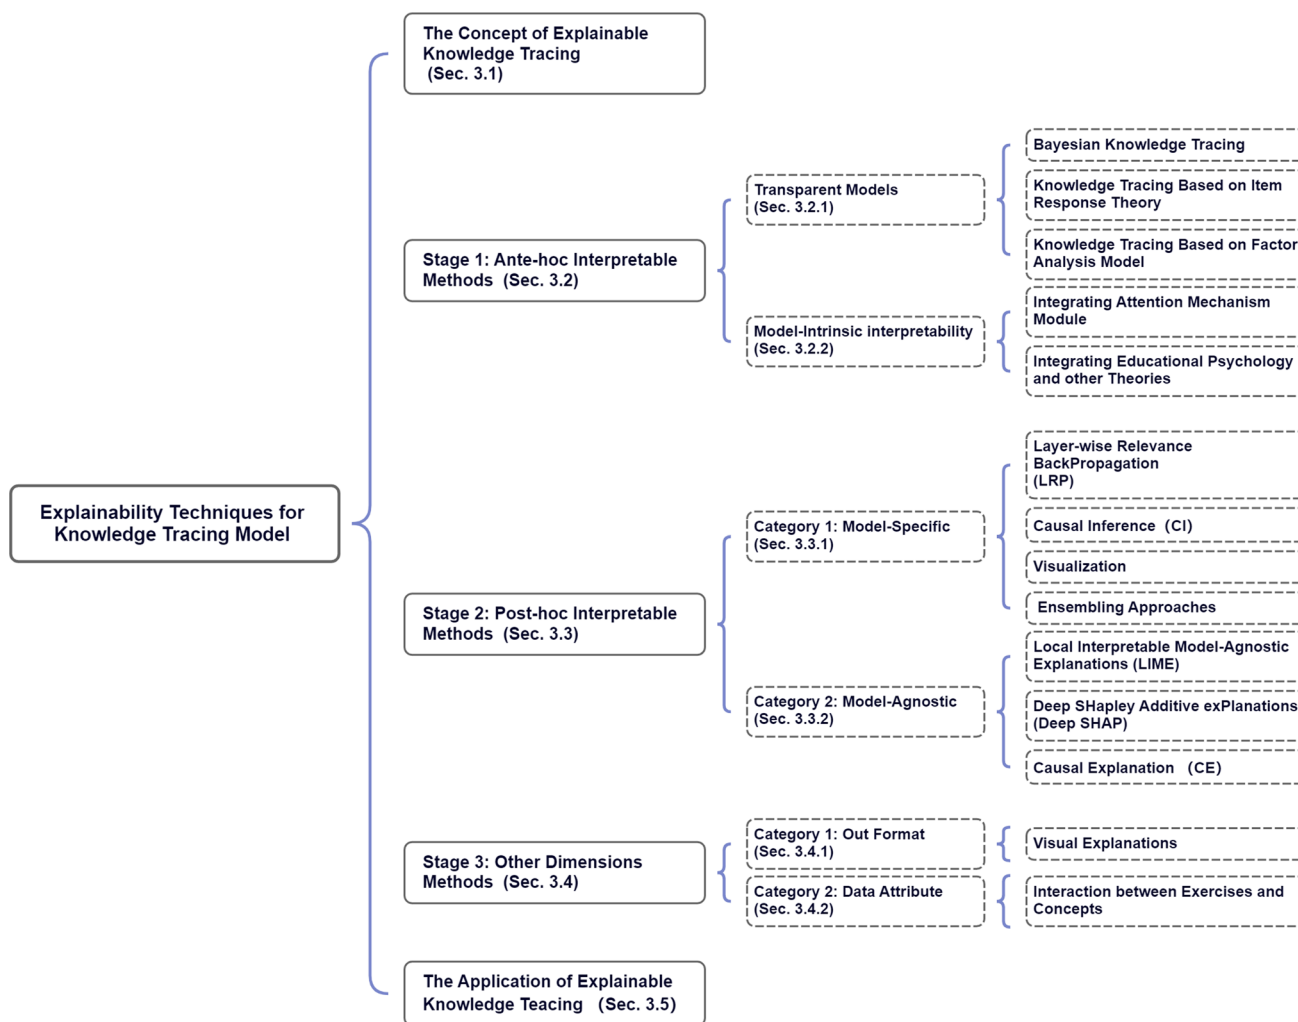 The Concept of Explainable
Knowledge Tracing
(Sec. 3.1)
Bayesian Knowledge Tracing
Transparent Models
(Sec. 3.2.1)
Knowledge Tracing Based on Item
Response Theory
Knowledge Tracing Based on Factor
Analysis Model
Stage 1: Ante-hoc Interpretable
Methods (Sec. 3.2)
Integrating Attention Mechanism
Module
Model-Intrinsic interpretability
(Sec. 3.2.2)
Integrating Educational Psychology
and other Theories
Layer-wise Relevance
BackPropagation
(LRP)
Explainability Techniques for
Knowledge Tracing Model
Category 1: Model-Specific
(Sec. 3.3.1)
Causal Inference（CI）
Visualization
Ensembling Approaches
Stage 2: Post-hoc Interpretable
Methods (Sec. 3.3)
Local Interpretable Model-Agnostic
Explanations (LIME)
Category 2: Model-Agnostic
(Sec. 3.3.2)
Deep SHapley Additive exPlanations
(Deep SHAP)
Causal Explanation （CE）
Category 1: Out Format
(Sec. 3.4.1)
Visual Explanations
Stage 3: Other Dimensions
Methods (Sec. 3.4)
Category 2: Data Attribute
(Sec. 3.4.2)
Interaction between Exercises and
Concepts
The Application of Explainable
Knowledge Teacing （Sec. 3.5）